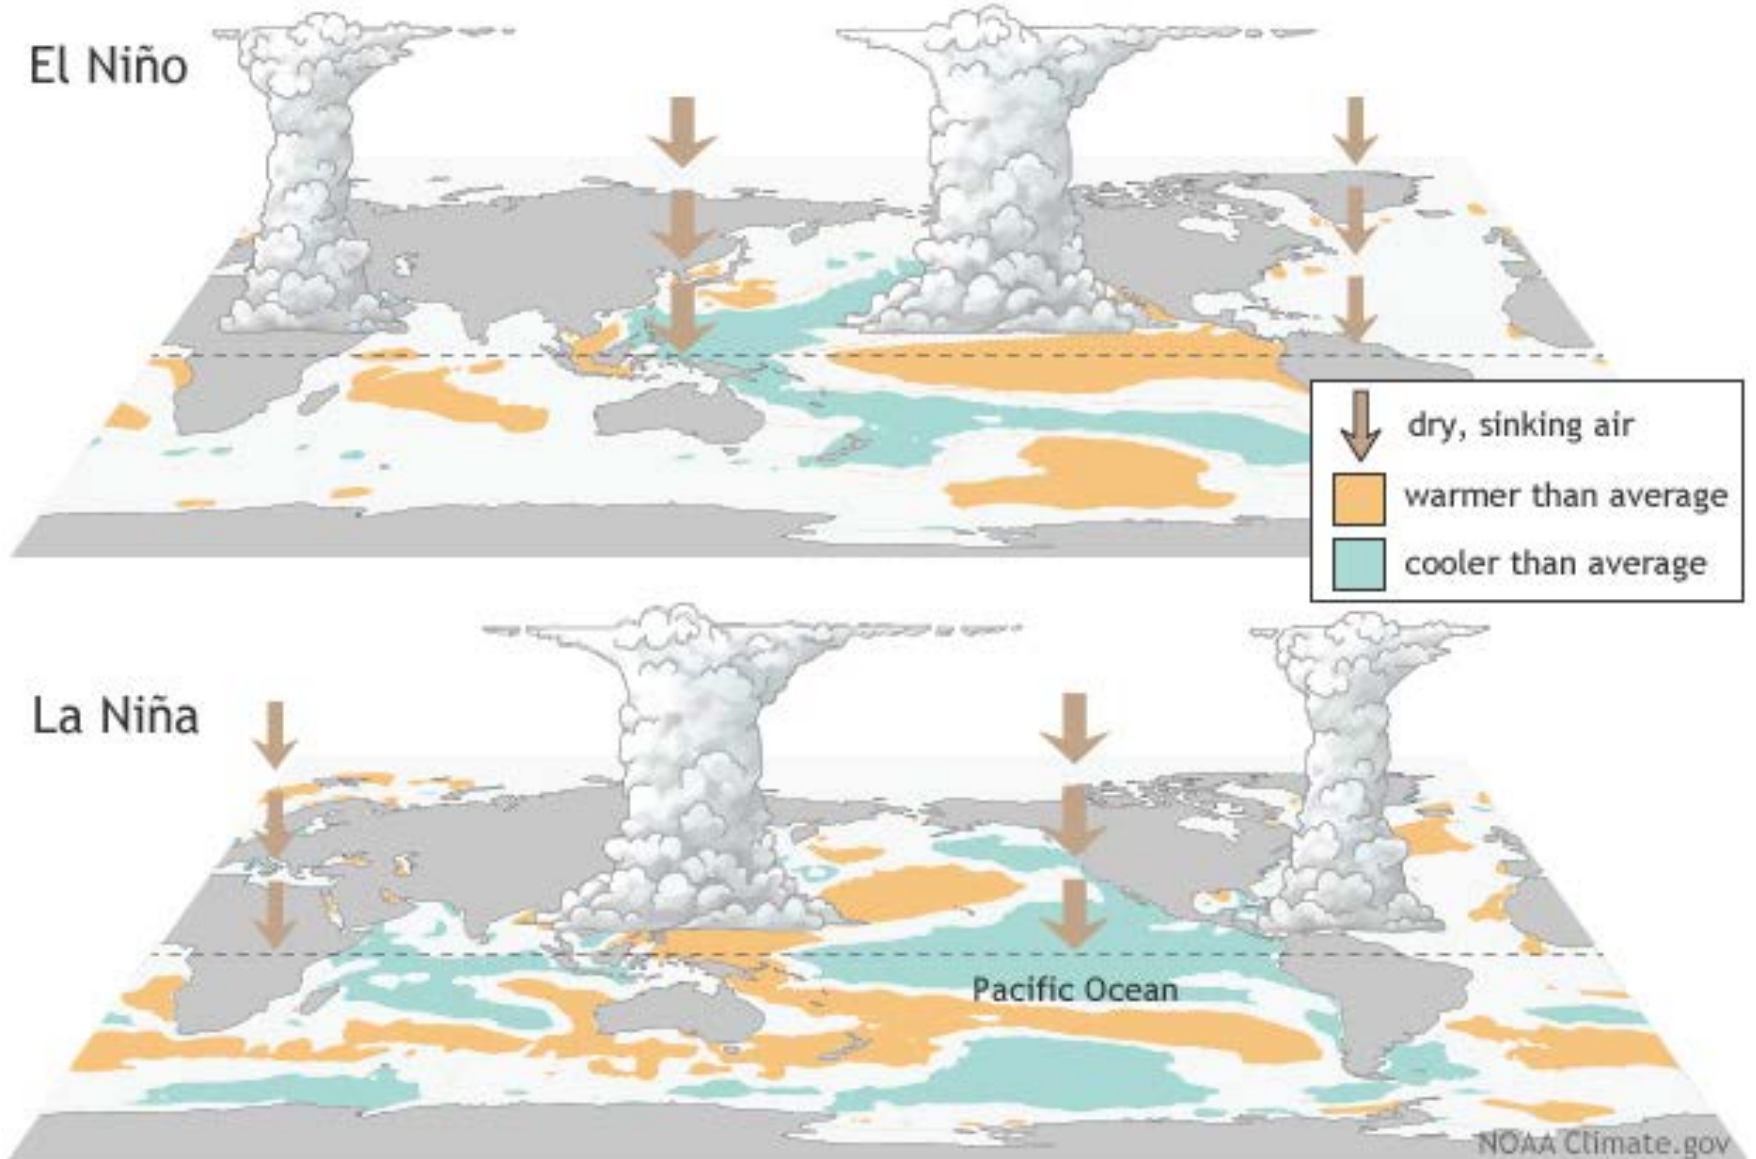 El Niño
dry, sinking air
warmer than average
cooler than average
La Niña
Pacific Ocean
NOAA Climate.gov